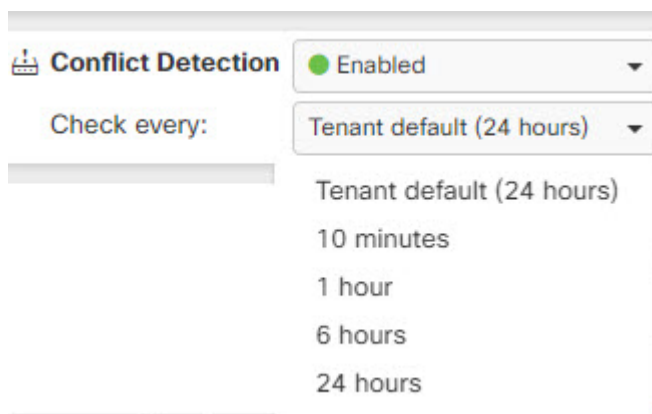 Conflict Detection Enabled
Check every: Tenant default (24 hours)
Tenant default (24 hours)
10 minutes
1 hour
6 hours
24 hours